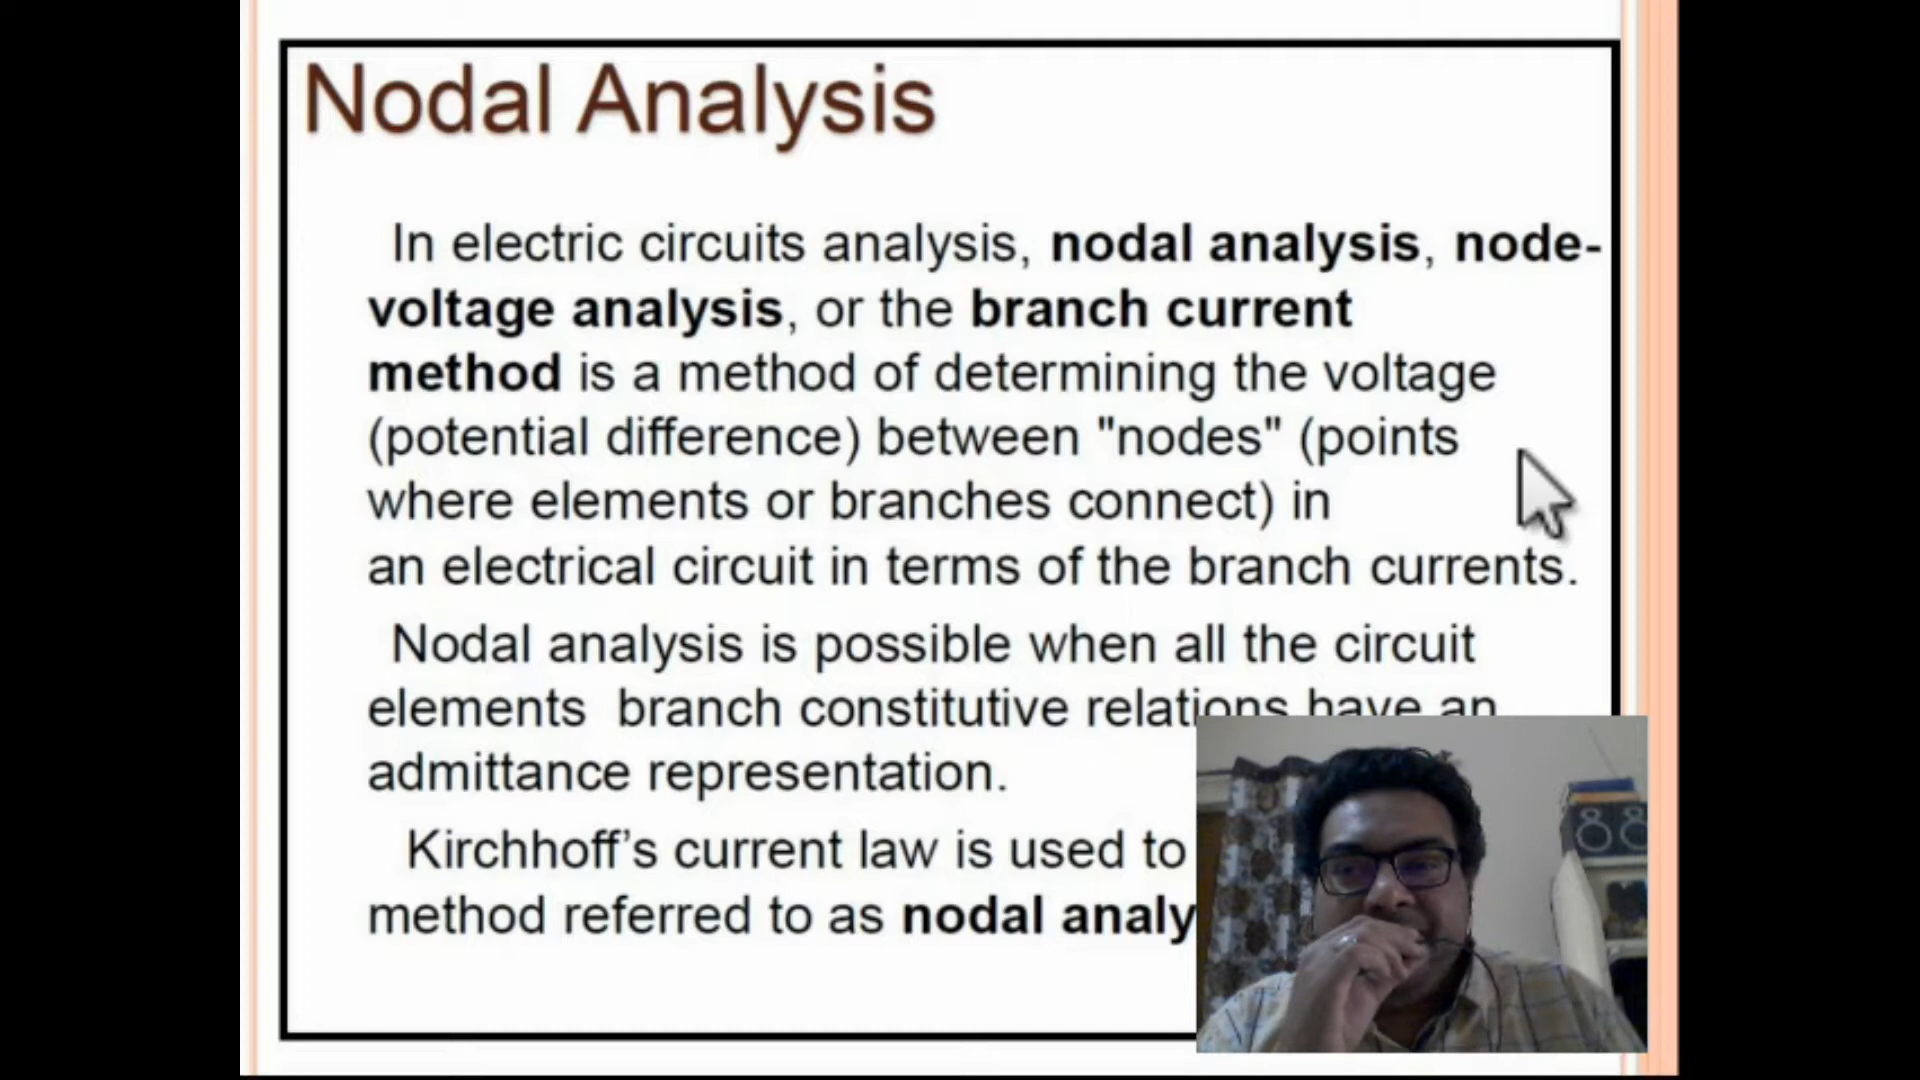 Nodal Analysis
In electric circuits analysis, nodal analysis, node-
voltage analysis, or the branch current
method is a method of determining the voltage
(potential difference) between "nodes" (points
where elements or branches connect) in
an electrical circuit in terms of the branch currents.
Nodal analysis is possible when all the circuit
elements branch constitutive relations have an
admittance representation.
Kirchhoff’s current law is used to
method referred to as nodal analy
88